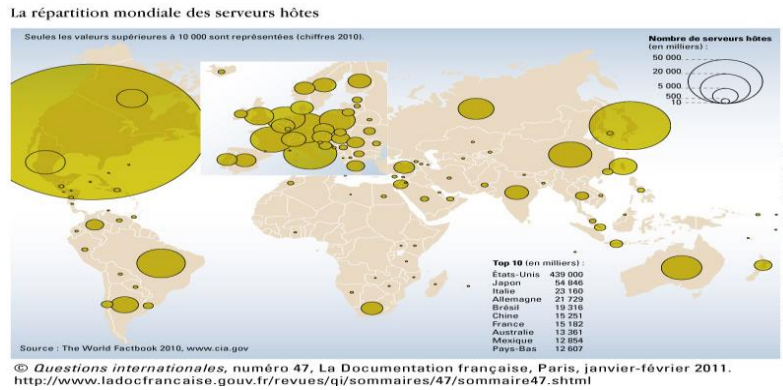 La répartition mondiale des serveurs hôtes
Seules les valeurs supérieures à 10 000 sont représentées (chiffres 2010).
Nombre de serveurs hôtes
(en milliers) :
50 000
20 000
5 000
500
10
Top 10 (en milliers) :
États-Unis 439 000
Japon 54 846
Italie 23 160
Allemagne 21 729
Brésil 19 316
Chine 15 251
France 15 182
Australie 13 361
Mexique 12 854
Pays-Bas 12 607
Source : The World Factbook 2010, www.cia.gov
© Questions internationales, numéro 47, La Documentation française, Paris, janvier-février 2011.
http://www.ladocfrancaise.gouv.fr/revues/qi/sommaires/47/sommaire47.shtml